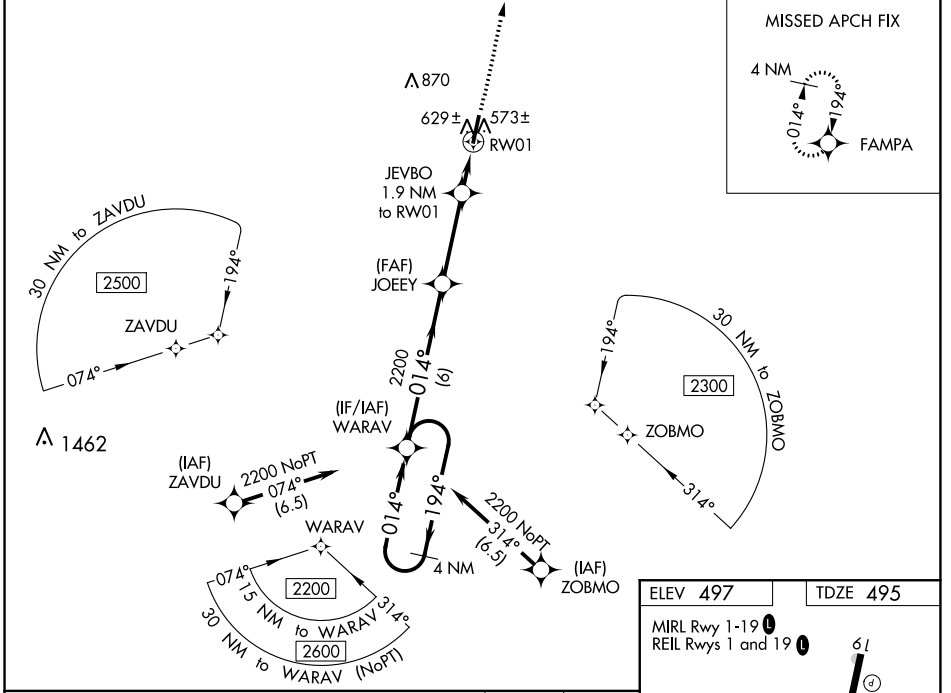 MISSED APCH FIX
4 NM
014°
194°
FAMPA
870
629±
573±
RW01
JEVBO
1.9 NM
to RW01
(FAF)
JOEEY
2200
014°
(6)
(IF/IAF)
WARAV
014°
194°
4 NM
30 NM to ZAVDU
2500
194°
ZAVDU
074°
1462
(IAF)
ZAVDU
2200 NoPT
074°
(6.5)
30 NM to ZOBMO
2300
194°
ZOBMO
314°
2200 NoPT
314°
(6.5)
(IAF)
ZOBMO
WARAV
074°
314°
2200
15 NM to WARAV
2600
30 NM to WARAV (NoPT)
ELEV 497
TDZE 495
MIRL Rwy 1-19 L
REIL Rwys 1 and 19 L
19
P